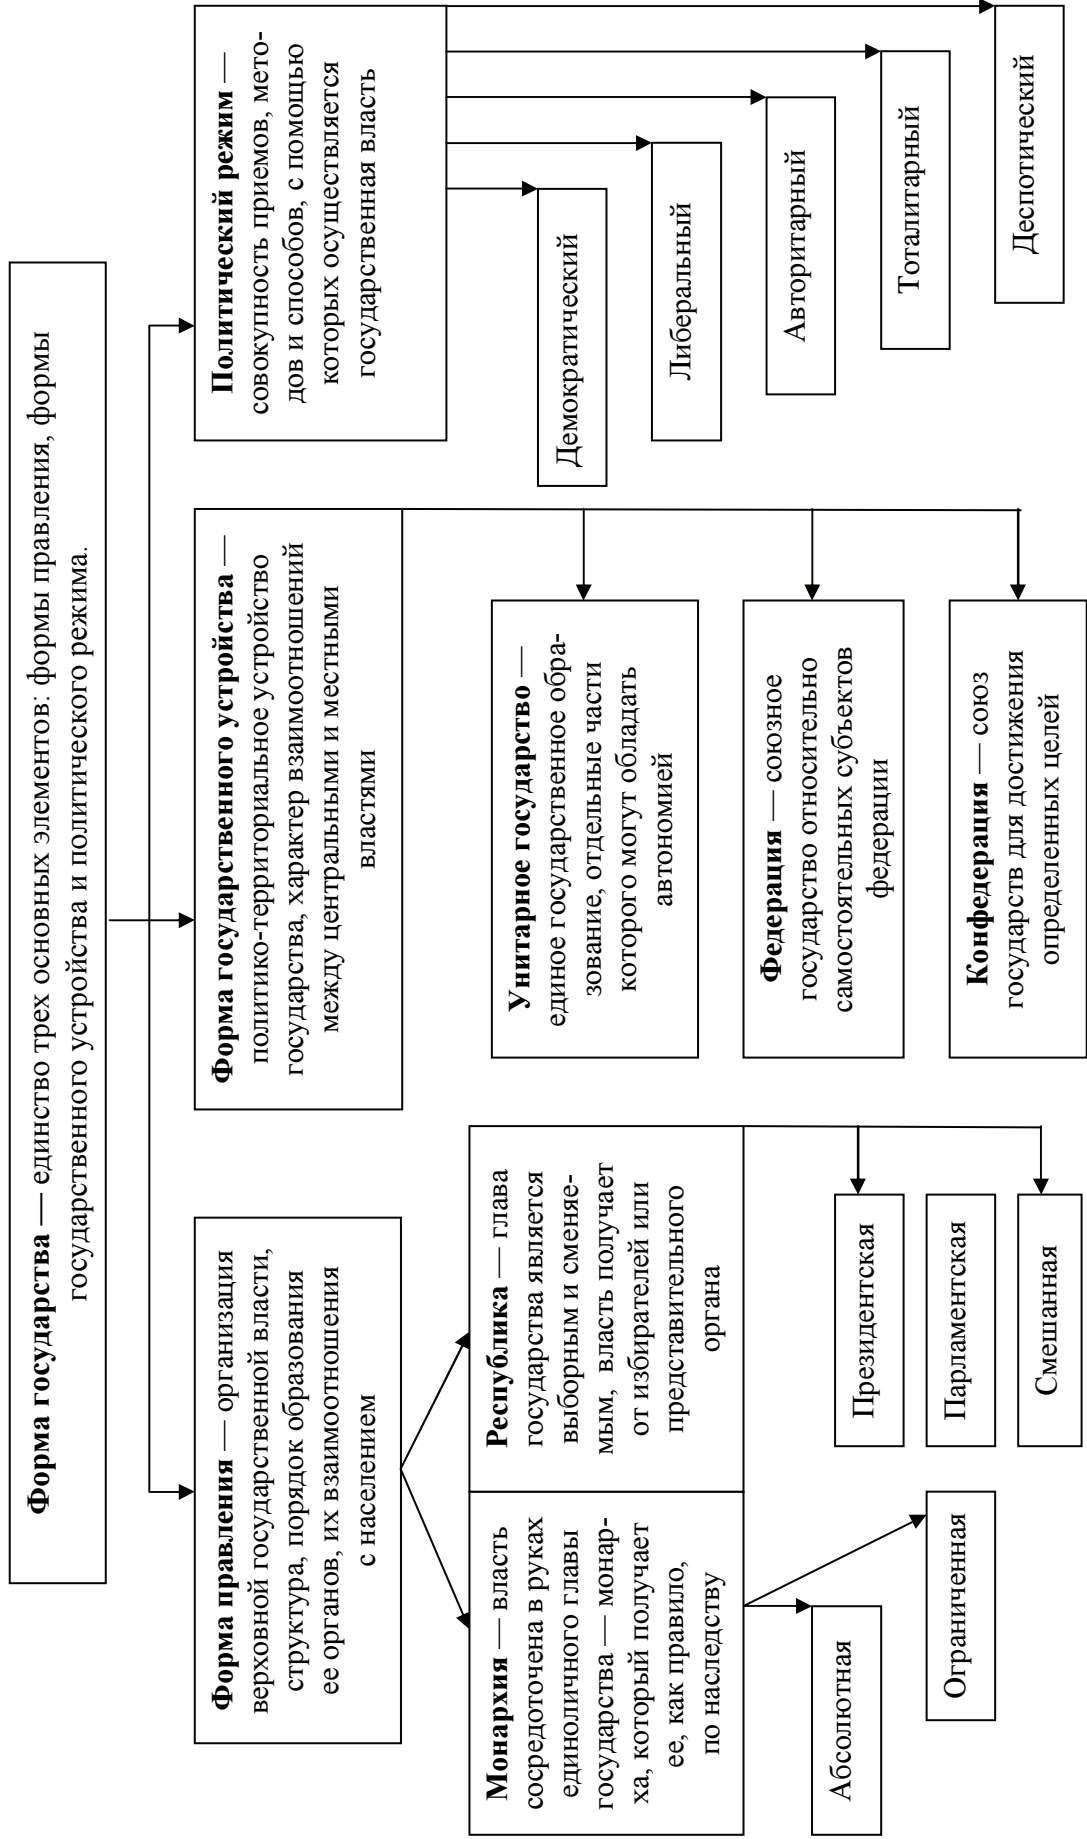 Форма государства — единство трех основных элементов: формы правления, формы
государственного устройства и политического режима.
Форма правления — организация
верховной государственной власти,
структура, порядок образования
ее органов, их взаимоотношения
с населением
Монархия — власть
сосредоточена в руках
единоличного главы
государства — монар-
ха, который получает
ее, как правило,
по наследству
Абсолютная
Ограниченная
Республика — глава
государства является
выборным и сменяе-
мым, власть получает
от избирателей или
представительного
органа
Президентская
Парламентская
Смешанная
Форма государственного устройства —
политико-территориальное устройство
государства, характер взаимоотношений
между центральными и местными
властями
Унитарное государство —
единое государственное обра-
зование, отдельные части
которого могут обладать
автономией
Федерация — союзное
государство относительно
самостоятельных субъектов
федерации
Конфедерация — союз
государств для достижения
определенных целей
Политический режим —
совокупность приемов, мето-
дов и способов, с помощью
которых осуществляется
государственная власть
Демократический
Либеральный
Авторитарный
Тоталитарный
Деспотический